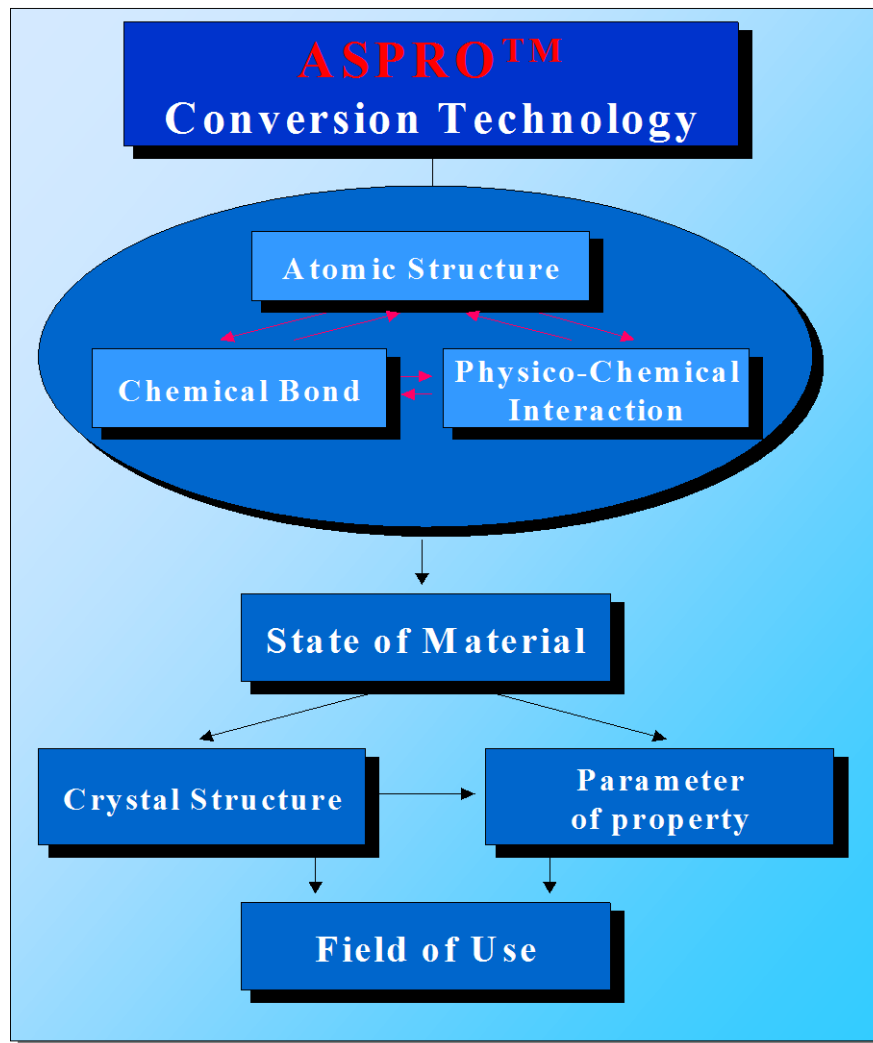 ASPRO™
Conversion Technology
Atomic Structure
Chemical Bond
Physico-Chemical
Interaction
State of Material
Crystal Structure
Parameter
of property
Field of Use